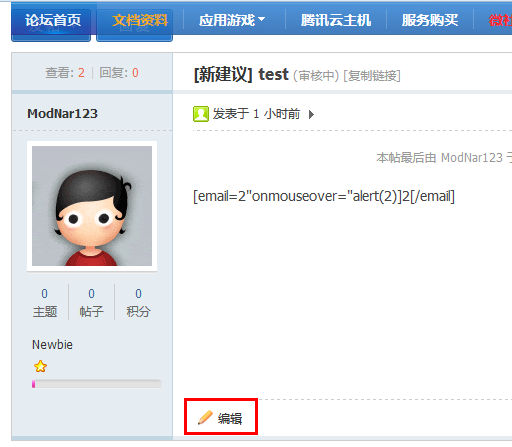 论坛首页 文档资料 应用游戏 腾讯云主机 服务购买
查看: 2 | 回复: 0
[新建议] test (审核中) [复制链接]
ModNar123
发表于 1 小时前
本帖最后由 ModNar123 于
[email=2"onmouseover="alert(2)]2[/email]
0 0 0
主题 帖子 积分
Newbie
编辑